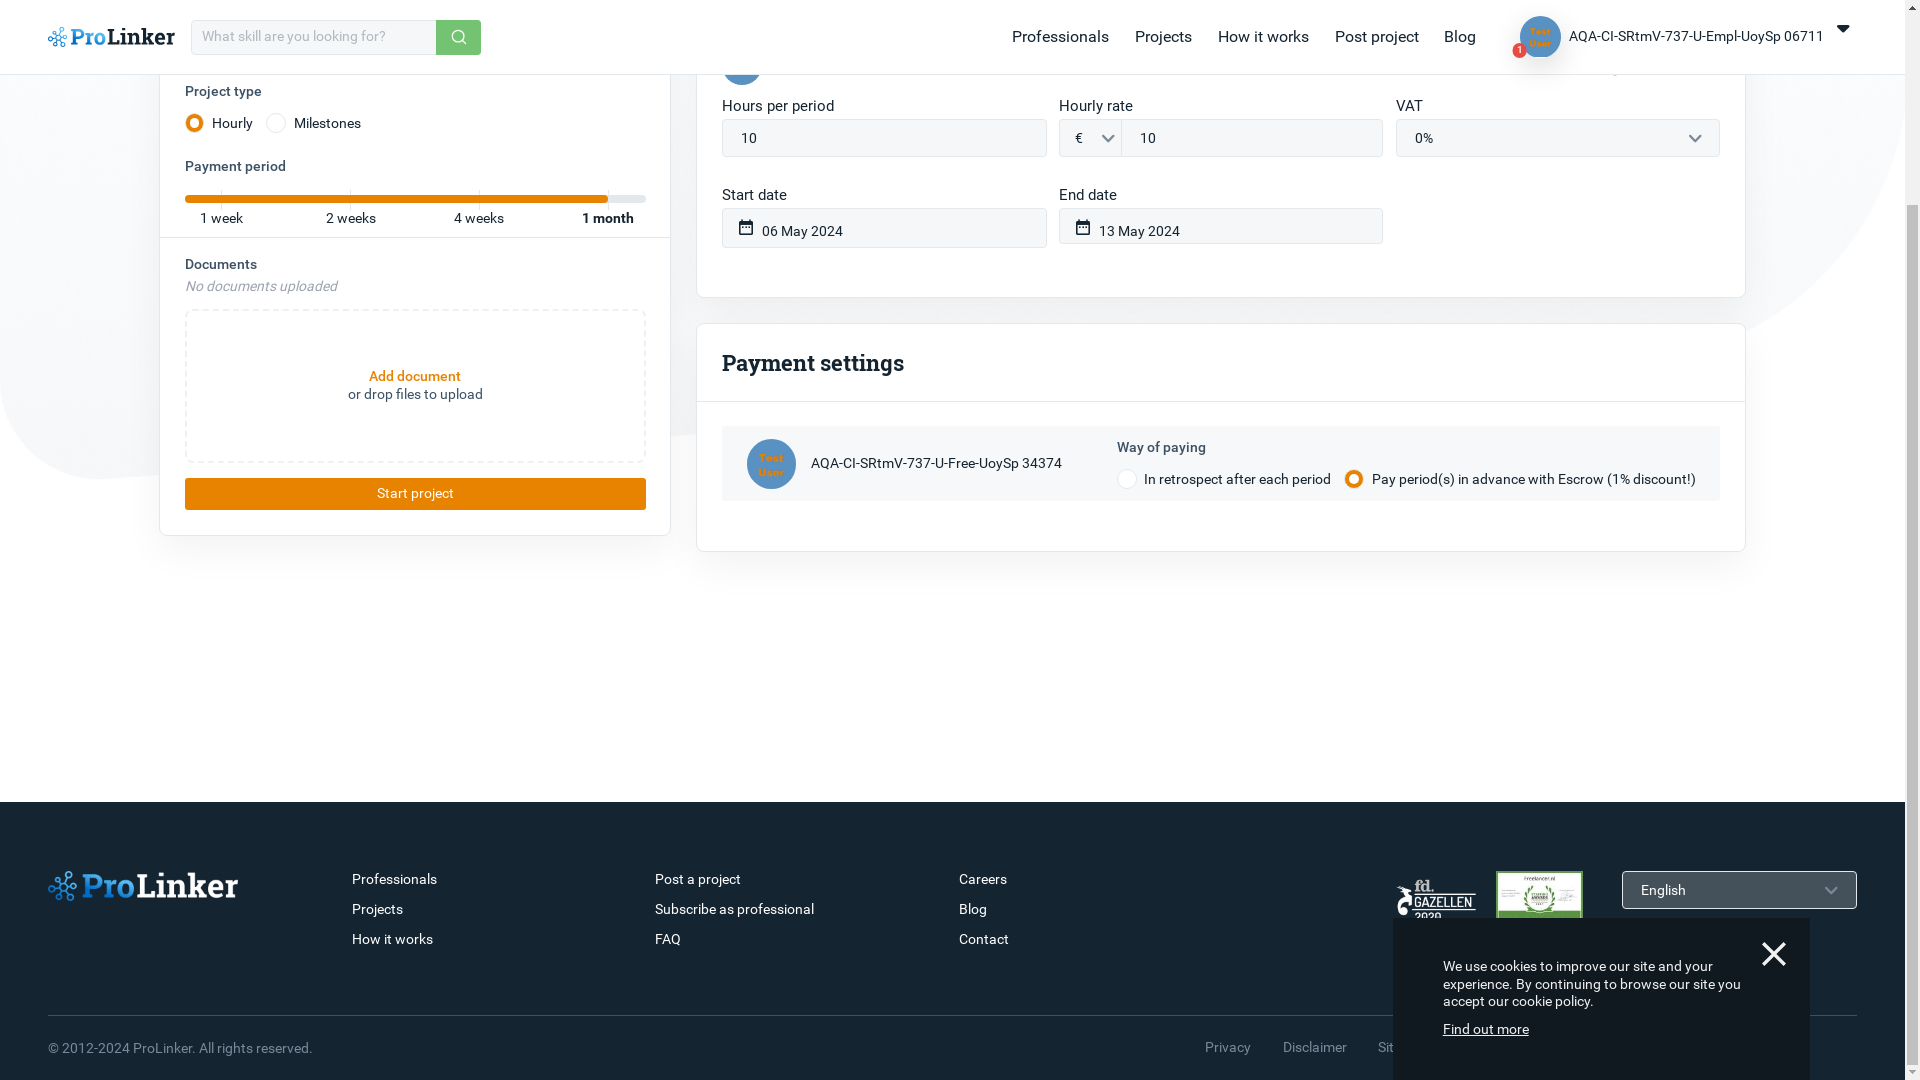 ProLinker
What skill are you looking for?
Professionals
Projects
How it works
Post project
Blog
Test
User
1
AQA-CI-SRtmV-737-U-Empl-UoySp 06711
Project type
Hourly
Milestones
Payment period
1 week
2 weeks
4 weeks
1 month
Documents
No documents uploaded
Add document
or drop files to upload
Start project
Hours per period
10
Hourly rate
€
10
VAT
0%
Start date
06 May 2024
End date
13 May 2024
Payment settings
Test
User
AQA-CI-SRtmV-737-U-Free-UoySp 34374
Way of paying
In retrospect after each period
Pay period(s) in advance with Escrow (1% discount!)
ProLinker
Professionals
Projects
How it works
Post a project
Subscribe as professional
FAQ
Careers
Blog
Contact
fd.
GAZELLEN
2020
Freelancer.nl
English
We use cookies to improve our site and your
experience. By continuing to browse our site you
accept our cookie policy.
Find out more
© 2012-2024 ProLinker. All rights reserved.
Privacy
Disclaimer
Sit